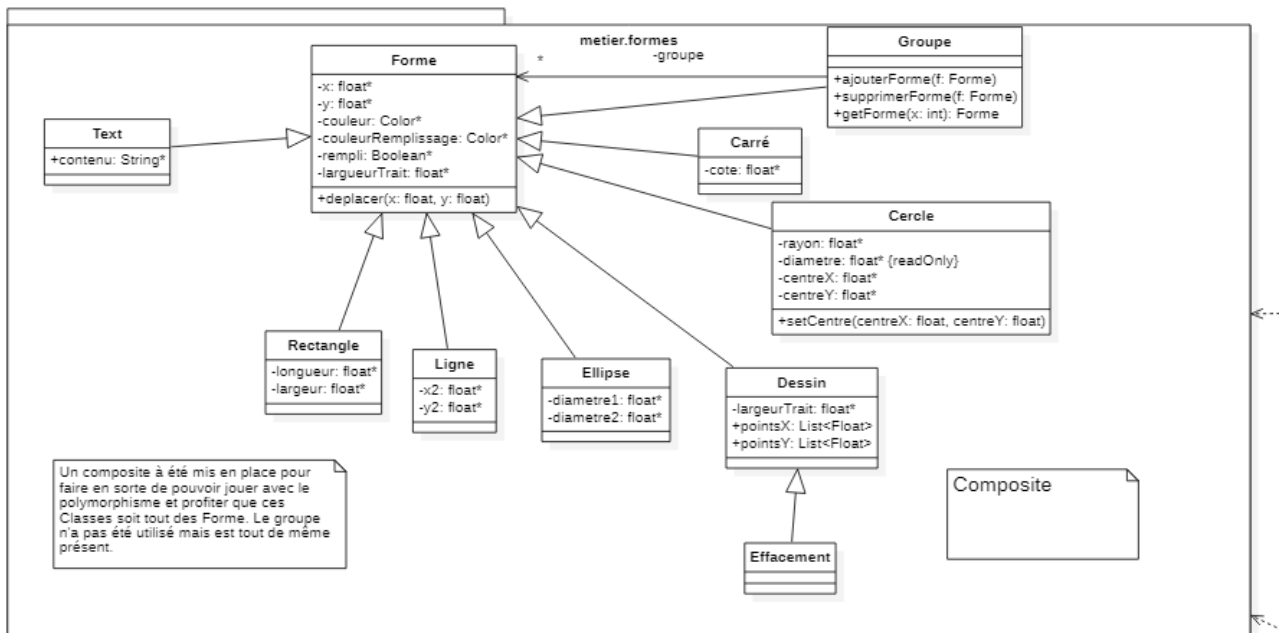 metier.formes
*
-groupe
Forme
-x: float*
-y: float*
-couleur: Color*
-couleurRemplissage: Color*
-rempli: Boolean*
-largueurTrait: float*
+deplacer(x: float, y: float)
Groupe
+ajouterForme(f: Forme)
+supprimerForme(f: Forme)
+getForme(x: int): Forme
Text
+contenu: String*
Carré
-cote: float*
Cercle
-rayon: float*
-diametre: float* {readOnly}
-centreX: float*
-centreY: float*
+setCentre(centreX: float, centreY: float)
Rectangle
-longueur: float*
-largeur: float*
Ligne
-x2: float*
-y2: float*
Ellipse
-diametre1: float*
-diametre2: float*
Dessin
-largeurTrait: float*
+pointsX: List<Float>
+pointsY: List<Float>
Un composite à été mis en place pour
faire en sorte de pouvoir jouer avec le
polymorphisme et profiter que ces
Classes soit tout des Forme. Le groupe
n'a pas été utilisé mais est tout de même
présent.
Composite
Effacement